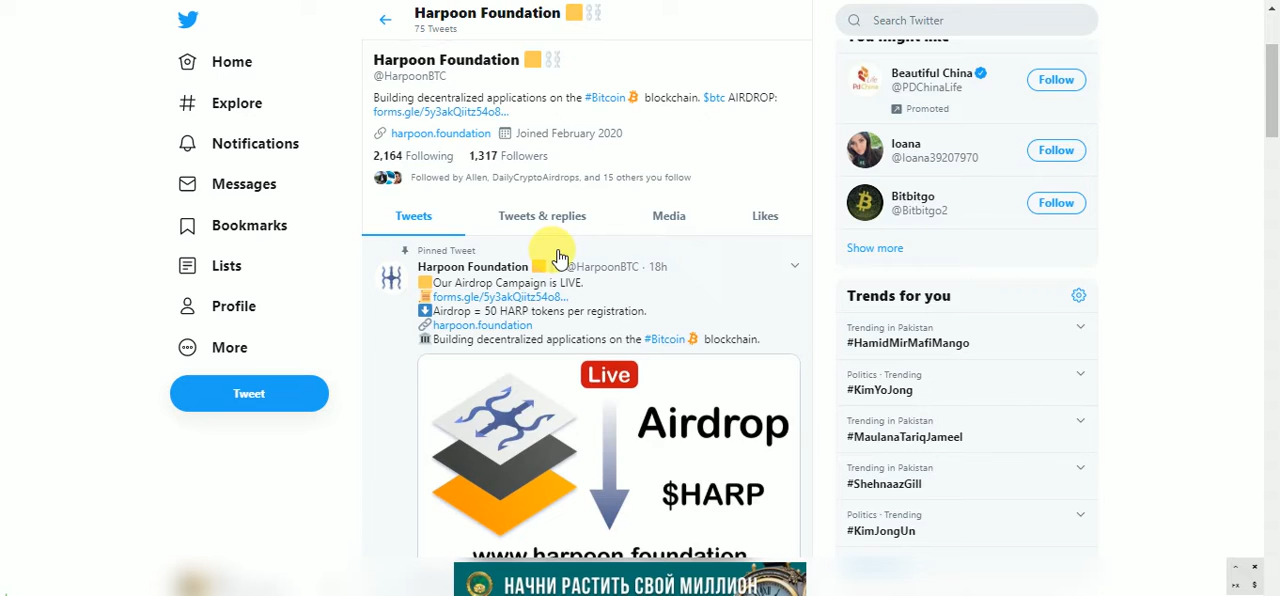 Harpoon Foundation
75 Tweets
Harpoon Foundation
@HarpoonBTC
Building decentralized applications on the #Bitcoin blockchain. $btc AIRDROP:
forms.gle/5y3akQiitz54o8...
harpoon.foundation Joined February 2020
2,164 Following 1,317 Followers
Followed by Allen, DailyCryptoAirdrops, and 15 others you follow
Tweets Tweets & replies Media Likes
Pinned Tweet
Harpoon Foundation @HarpoonBTC · 18h
Our Airdrop Campaign is LIVE.
forms.gle/5y3akQiitz54o8...
Airdrop = 50 HARP tokens per registration.
harpoon.foundation
Building decentralized applications on the #Bitcoin blockchain.
Live
Airdrop
$HARP
www.harpoon.foundation
НАЧНИ РАСТИТЬ СВОЙ МИЛЛИОН
Home
Explore
Notifications
Messages
Bookmarks
Lists
Profile
More
Tweet
Search Twitter
You might like
Beautiful China
@PDChinaLife
Follow
Promoted
Ioana
@Ioana39207970
Follow
Bitbitgo
@Bitbitgo2
Follow
Show more
Trends for you
Trending in Pakistan
#HamidMirMafiMango
Politics · Trending
#KimYoJong
Trending in Pakistan
#MaulanaTariqJameel
Trending in Pakistan
#ShehnaazGill
Politics · Trending
#KimJongUn